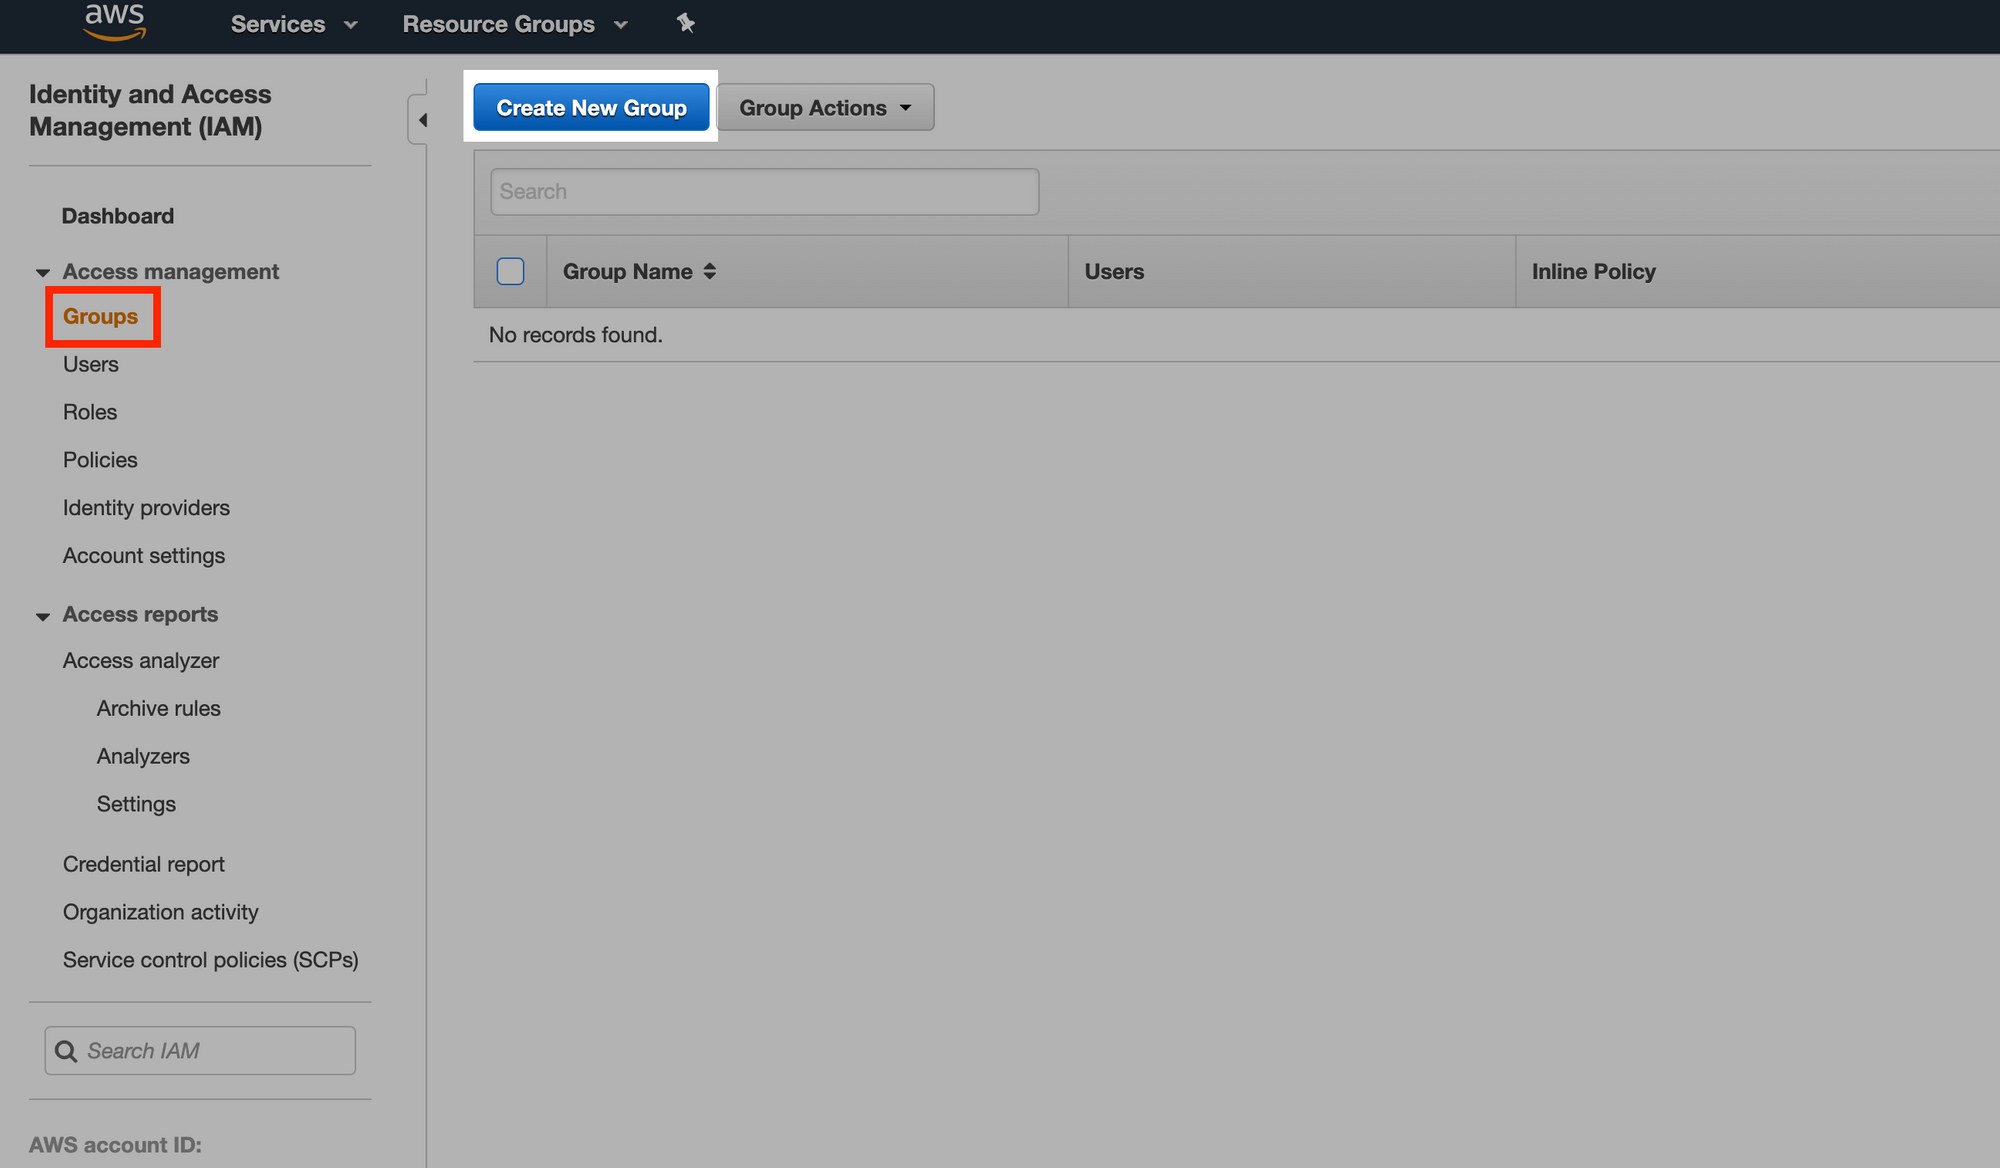 aws
Services
Resource Groups
Identity and Access
Management (IAM)
Dashboard
Access management
Groups
Users
Roles
Policies
Identity providers
Account settings
Access reports
Access analyzer
Archive rules
Analyzers
Settings
Credential report
Organization activity
Service control policies (SCPs)
Search IAM
AWS account ID:
Create New Group
Group Actions
Search
Group Name
Users
Inline Policy
No records found.